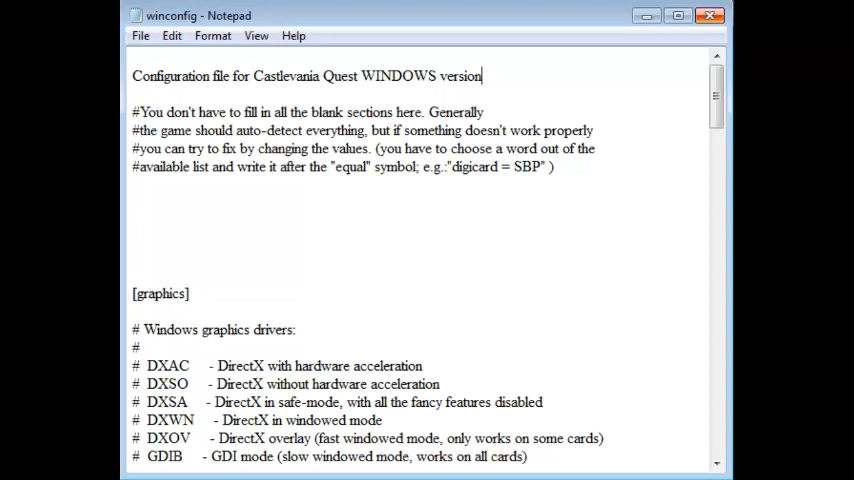 winconfig - Notepad
File Edit Format View Help
Configuration file for Castlevania Quest WINDOWS version
#You don't have to fill in all the blank sections here. Generally
#the game should auto-detect everything, but if something doesn't work properly
#you can try to fix by changing the values. (you have to choose a word out of the
#available list and write it after the "equal" symbol; e.g.:"digicard = SBP" )
[graphics]
# Windows graphics drivers:
#
# DXAC - DirectX with hardware acceleration
# DXSO - DirectX without hardware acceleration
# DXSA - DirectX in safe-mode, with all the fancy features disabled
# DXWN - DirectX in windowed mode
# DXOV - DirectX overlay (fast windowed mode, only works on some cards)
# GDIB - GDI mode (slow windowed mode, works on all cards)